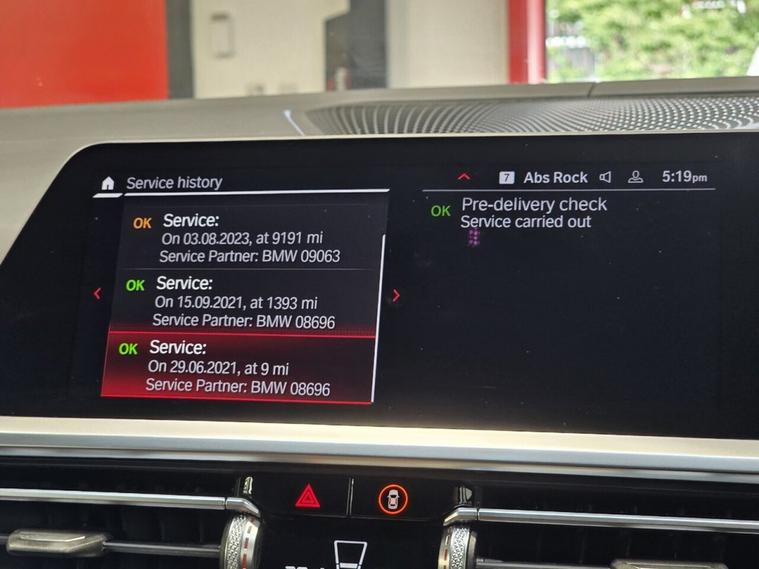 Service history
7 Abs Rock 5:19pm
OK Service:
On 03.08.2023, at 9191 mi
Service Partner: BMW 09063
OK Service:
On 15.09.2021, at 1393 mi
Service Partner: BMW 08696
OK Service:
On 29.06.2021, at 9 mi
Service Partner: BMW 08696
OK Pre-delivery check
Service carried out